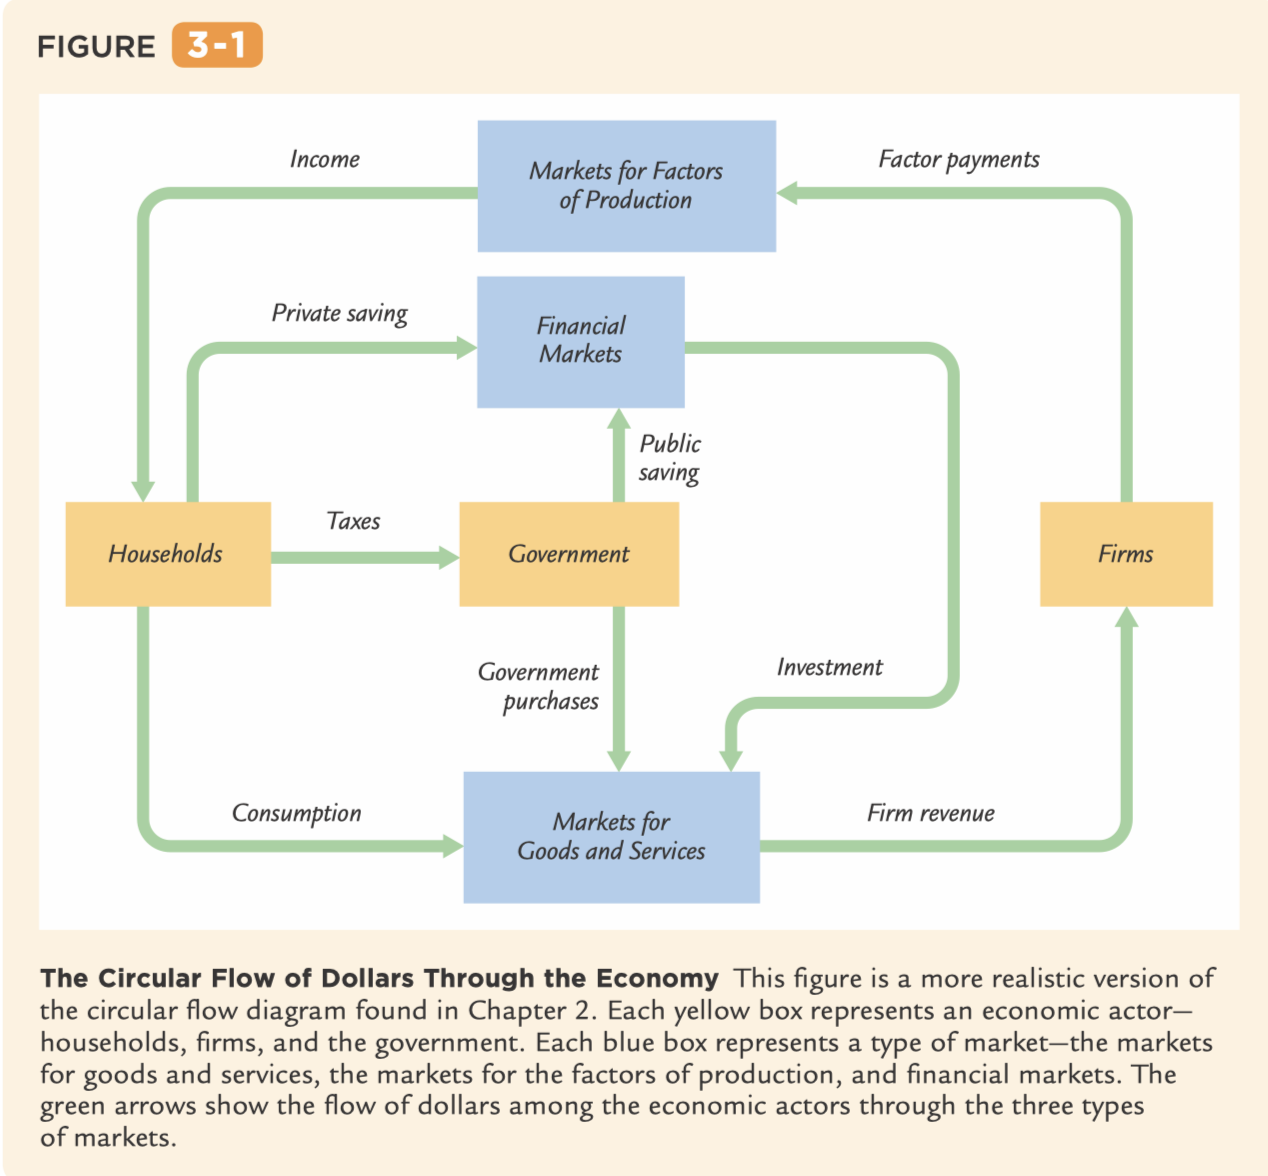 FIGURE 3-1
Income
Markets for Factors
of Production
Factor payments
Private saving
Financial
Markets
Public
saving
Households
Taxes
Government
Firms
Government
purchases
Investment
Consumption
Markets for
Goods and Services
Firm revenue
The Circular Flow of Dollars Through the Economy This figure is a more realistic version of
the circular flow diagram found in Chapter 2. Each yellow box represents an economic actor—
households, firms, and the government. Each blue box represents a type of market—the markets
for goods and services, the markets for the factors of production, and financial markets. The
green arrows show the flow of dollars among the economic actors through the three types
of markets.